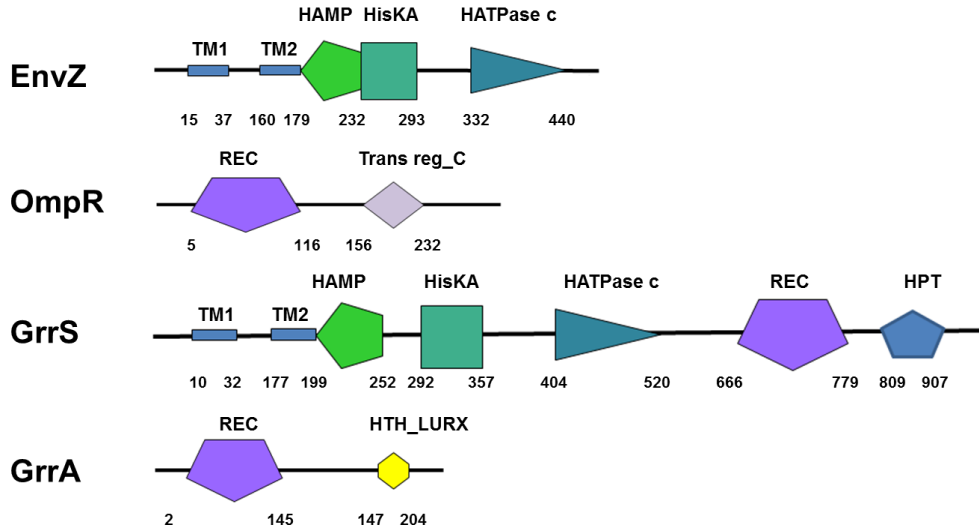 HAMP HisKA HATPase c
TM1 TM2
EnvZ
15 37 160 179 232 293 332 440
REC Trans reg_C
OmpR
5 116 156 232
HAMP HisKA HATPase c REC HPT
TM1 TM2
GrrS
10 32 177 199 252 292 357 404 520 666 779 809 907
REC HTH_LURX
GrrA
2 145 147 204